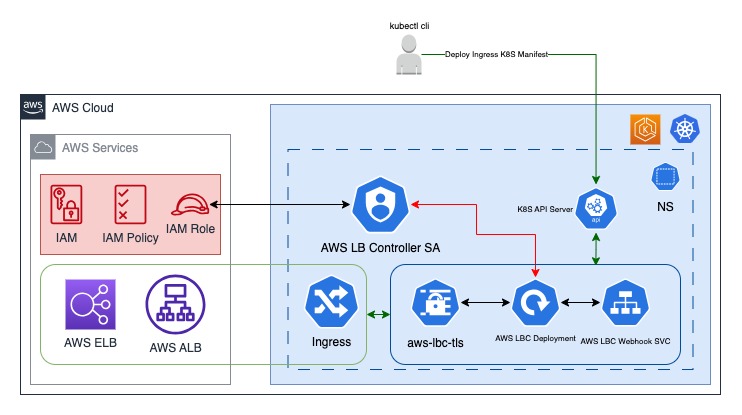 kubectl cli
Deploy Ingress K8S Manifest
aws
AWS Cloud
AWS Services
K
NS
IAM
IAM Policy
IAM Role
AWS LB Controller SA
K8S API Server
api
AWS ELB
AWS ALB
Ingress
aws-lbc-tls
AWS LBC Deployment
AWS LBC Webhook SVC